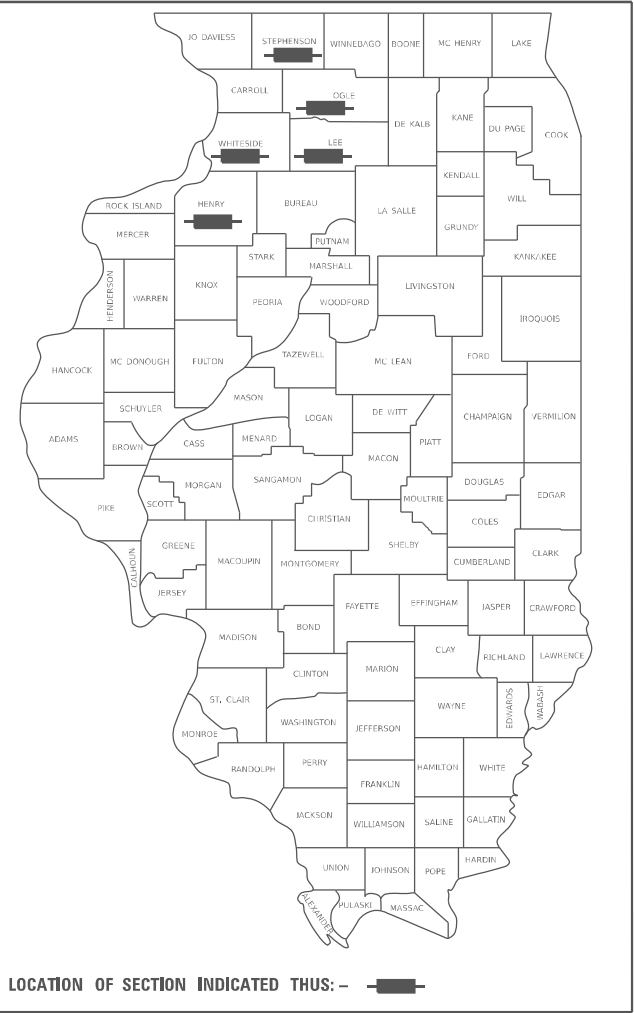 JO DAVIESS
STEPHENSON
WINNEBAGO
BOONE
MC HENRY
LAKE
CARROLL
OGLE
DE KALB
KANE
DU PAGE
COOK
WHITESIDE
LEE
KENDALL
WILL
ROCK ISLAND
HENRY
BUREAU
LA SALLE
GRUNDY
MERCER
PUTNAM
KANKAKEE
STARK
MARSHALL
HENDERSON
WARREN
KNOX
PEORIA
WOODFORD
LIVINGSTON
IROQUOIS
HANCOCK
MC DONOUGH
FULTON
TAZEWELL
MC LEAN
FORD
MASON
SCHUYLER
LOGAN
DE WITT
CHAMPAIGN
VERMILION
ADAMS
BROWN
CASS
MENARD
PIATT
MACON
PIKE
SCOTT
MORGAN
SANGAMON
MOULTRIE
DOUGLAS
EDGAR
CHRISTIAN
COLES
GREENE
MACOUPIN
MONTGOMERY
SHELBY
CUMBERLAND
CLARK
CALHOUN
JERSEY
FAYETTE
EFFINGHAM
JASPER
CRAWFORD
MADISON
BOND
CLAY
RICHLAND
LAWRENCE
CLINTON
MARION
ST. CLAIR
WAYNE
EDWARDS
WABASH
MONROE
WASHINGTON
JEFFERSON
RANDOLPH
PERRY
HAMILTON
WHITE
FRANKLIN
JACKSON
WILLIAMSON
SALINE
GALLATIN
UNION
JOHNSON
POPE
HARDIN
ALEXANDER
PULASKI
MASSAC
LOCATION OF SECTION INDICATED THUS: –